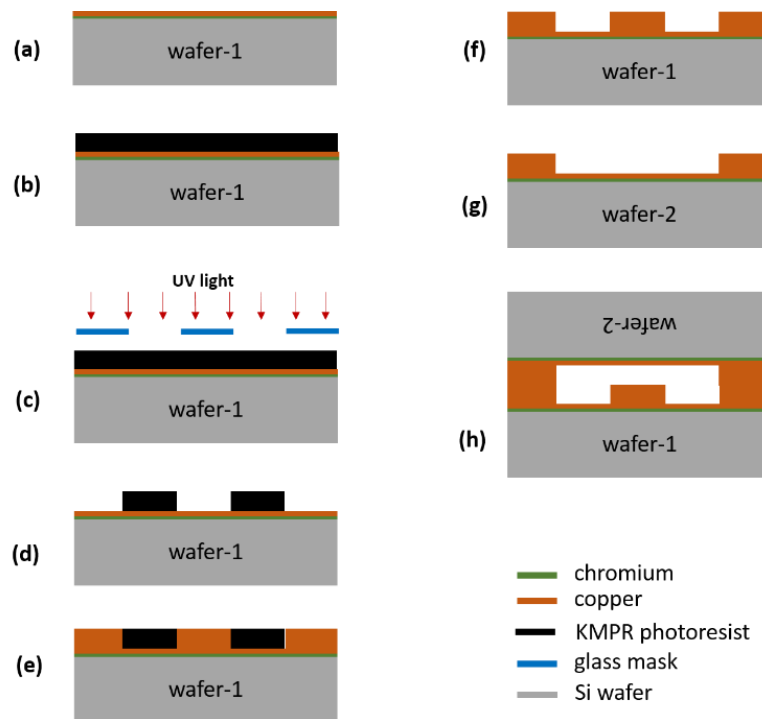 (a)
wafer-1
(b)
wafer-1
UV light
(c)
wafer-1
(d)
wafer-1
(e)
wafer-1
(f)
wafer-1
(g)
wafer-2
wafer-2
(h)
wafer-1
chromium
copper
KMPR photoresist
glass mask
Si wafer